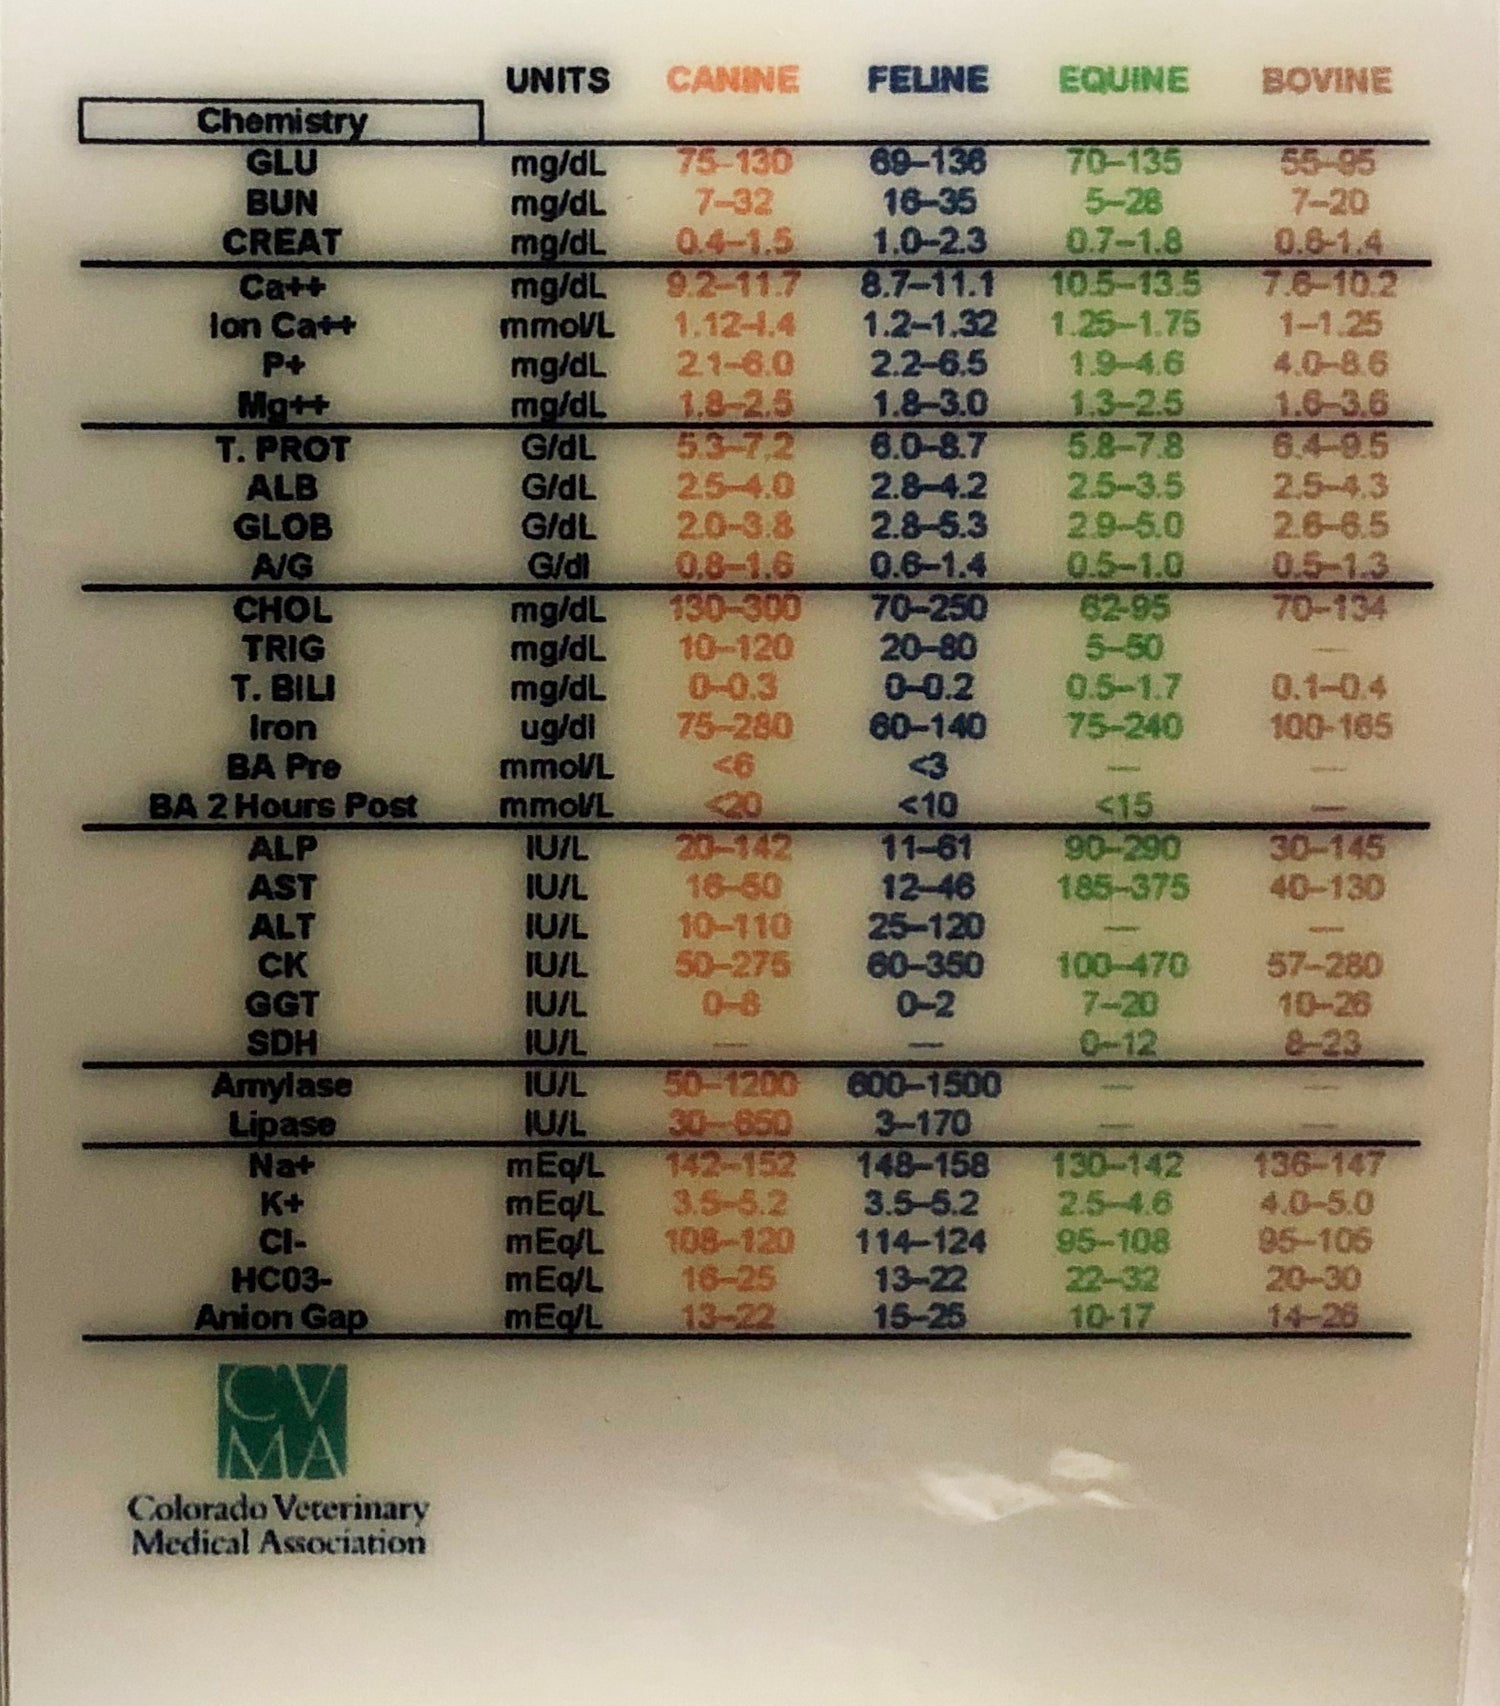 UNITS CANINE FELINE EQUINE BOVINE
Chemistry
GLU mg/dL 75–130 69–136 70–135 55–95
BUN mg/dL 7–32 16–35 5–28 7–20
CREAT mg/dL 0.4–1.5 1.0–2.3 0.7–1.8 0.6-1.4
Ca++ mg/dL 9.2–11.7 8.7–11.1 10.5–13.5 7.6–10.2
Ion Ca++ mmol/L 1.12-1.4 1.2–1.32 1.25–1.75 1–1.25
P+ mg/dL 2.1–6.0 2.2–6.5 1.9–4.6 4.0–8.6
Mg++ mg/dL 1.8–2.5 1.8–3.0 1.3–2.5 1.6–3.6
T. PROT G/dL 5.3–7.2 6.0–8.7 5.8–7.8 6.4–9.5
ALB G/dL 2.5–4.0 2.8–4.2 2.5–3.5 2.5–4.3
GLOB G/dL 2.0–3.8 2.8–5.3 2.9–5.0 2.6–6.5
A/G G/dl 0.8–1.6 0.6–1.4 0.5–1.0 0.5–1.3
CHOL mg/dL 130–300 70–250 62-95 70–134
TRIG mg/dL 10–120 20–80 5–50 —
T. BILI mg/dL 0–0.3 0–0.2 0.5–1.7 0.1–0.4
Iron ug/dl 75–280 60–140 75–240 100-165
BA Pre mmol/L <6 <3 — —
BA 2 Hours Post mmol/L <20 <10 <15 —
ALP IU/L 20–142 11–61 90–290 30–145
AST IU/L 16–50 12–46 185–375 40–130
ALT IU/L 10–110 25–120 — —
CK IU/L 50–275 60–350 100–470 57–280
GGT IU/L 0–8 0–2 7–20 10–26
SDH IU/L — — 0–12 8–23
Amylase IU/L 50–1200 600–1500 — —
Lipase IU/L 30–650 3–170 — —
Na+ mEq/L 142–152 148–158 130–142 136–147
K+ mEq/L 3.5–5.2 3.5–5.2 2.5–4.6 4.0–5.0
Cl- mEq/L 108–120 114–124 95–108 95–105
HC03- mEq/L 16–25 13–22 22–32 20–30
Anion Gap mEq/L 13–22 15–25 10-17 14–26
CV
MA
Colorado Veterinary
Medical Association